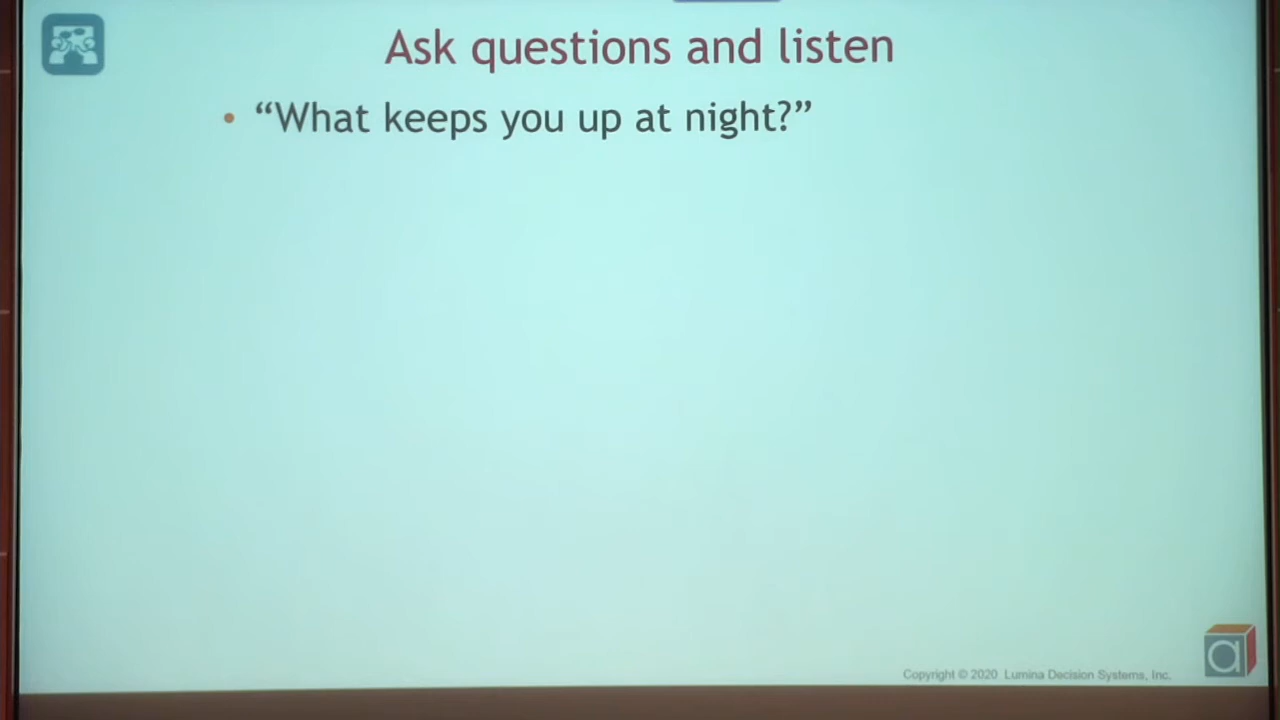 Ask questions and listen
• “What keeps you up at night?”
Copyright © 2020 Lumina Decision Systems, Inc.
a